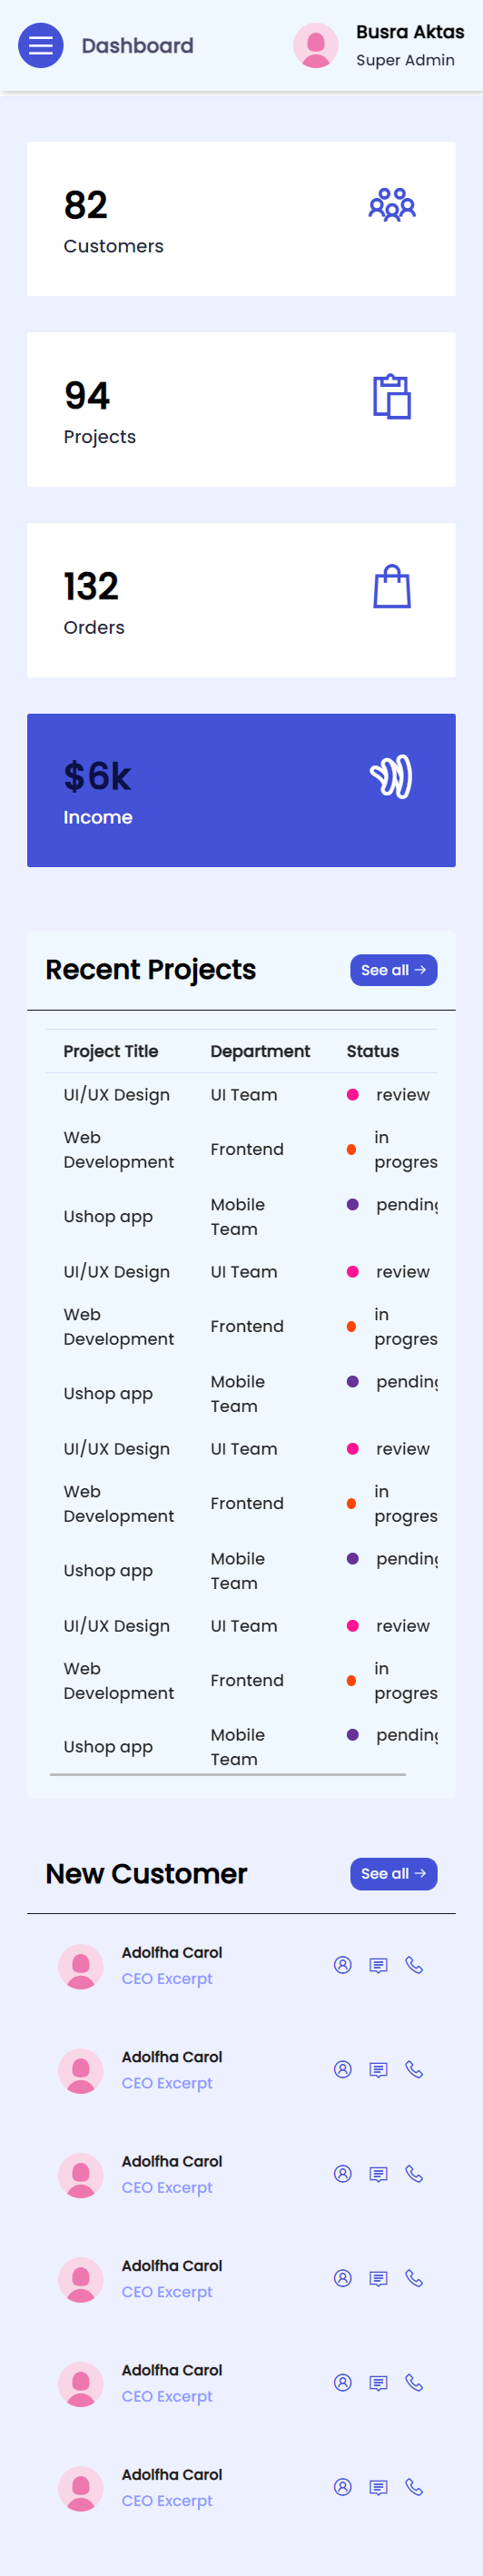 Dashboard
Busra Aktas
Super Admin
82
Customers
94
Projects
132
Orders
$6k
Income
Recent Projects
See all →
Project Title Department Status
UI/UX Design UI Team review
Web Development Frontend in progres
Ushop app Mobile Team pending
UI/UX Design UI Team review
Web Development Frontend in progres
Ushop app Mobile Team pending
UI/UX Design UI Team review
Web Development Frontend in progres
Ushop app Mobile Team pending
UI/UX Design UI Team review
Web Development Frontend in progres
Ushop app Mobile Team pending
New Customer
See all →
Adolfha Carol
CEO Excerpt
Adolfha Carol
CEO Excerpt
Adolfha Carol
CEO Excerpt
Adolfha Carol
CEO Excerpt
Adolfha Carol
CEO Excerpt
Adolfha Carol
CEO Excerpt